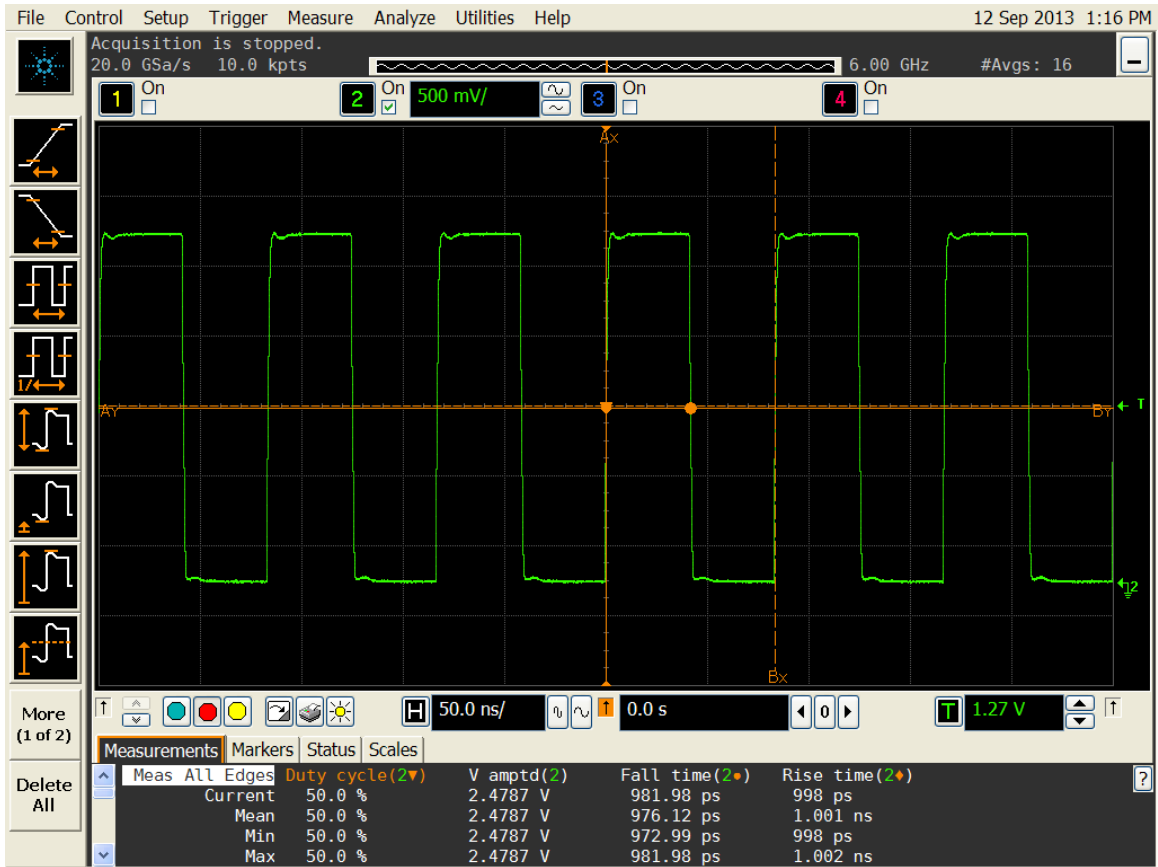 File Control Setup Trigger Measure Analyze Utilities Help 12 Sep 2013 1:16 PM
Acquisition is stopped.
20.0 GSa/s 10.0 kpts 6.00 GHz #Avgs: 16
1 On 2 On 500 mV/ 3 On 4 On
Ax
1/
AY BY T
2
Bx
More
(1 of 2)
H 50.0 ns/ 0.0 s 0 T 1.27 V
Measurements Markers Status Scales
Delete
All
Meas All Edges Duty cycle(2▼) V amptd(2) Fall time(2●) Rise time(2♦) ?
Current 50.0 % 2.4787 V 981.98 ps 998 ps
Mean 50.0 % 2.4787 V 976.12 ps 1.001 ns
Min 50.0 % 2.4787 V 972.99 ps 998 ps
Max 50.0 % 2.4787 V 981.98 ps 1.002 ns